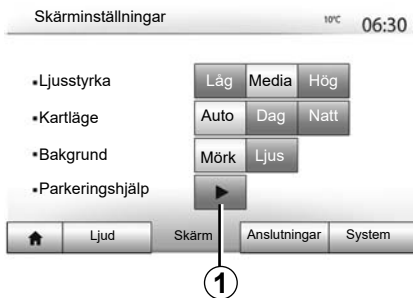 Skärminställningar 10°C 06:30
▪Ljusstyrka Låg Media Hög
▪Kartläge Auto Dag Natt
▪Bakgrund Mörk Ljus
▪Parkeringshjälp
Ljud Skärm Anslutningar System
1